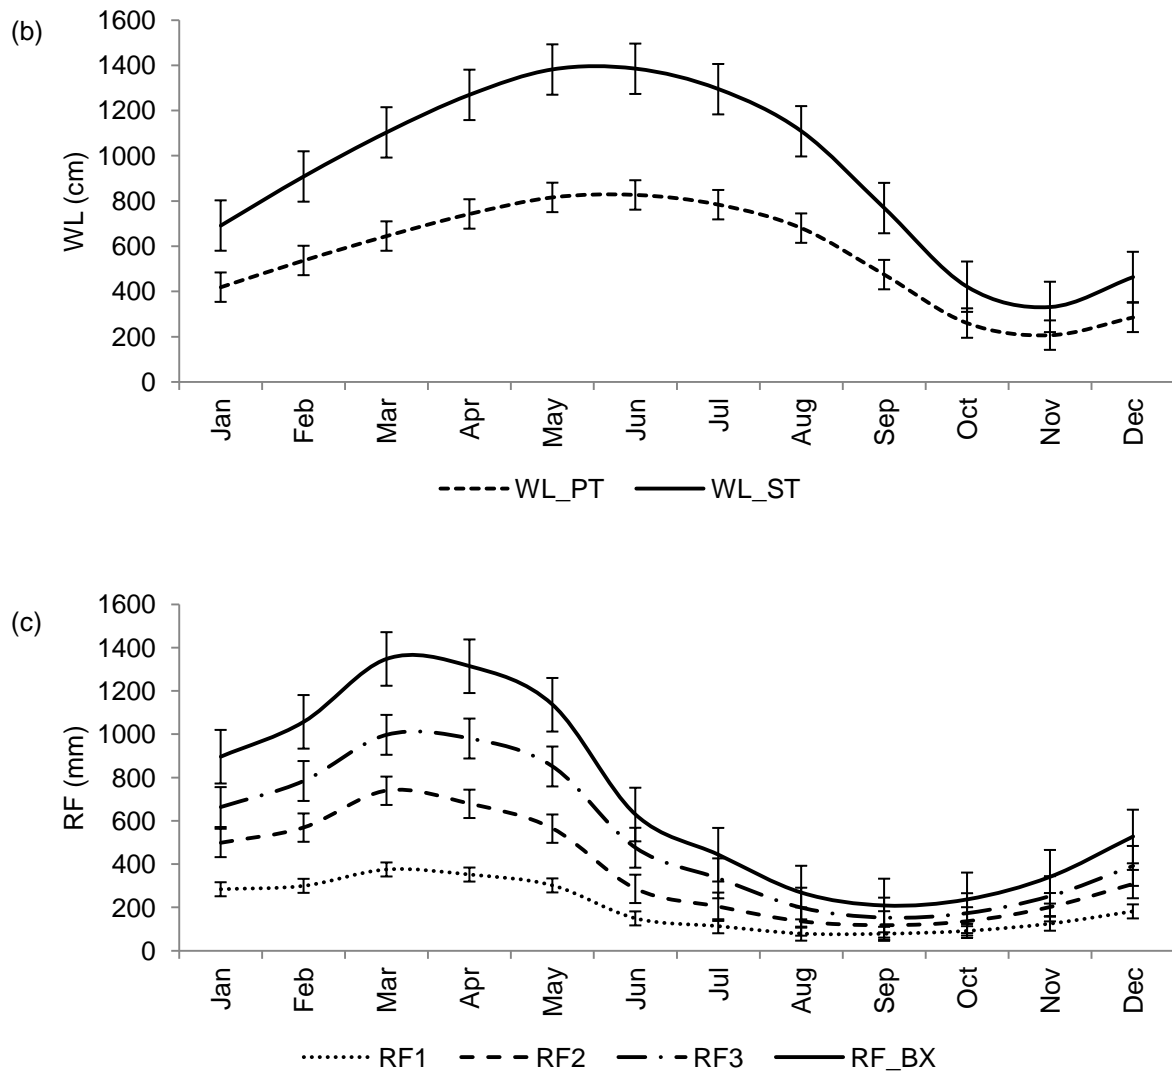 (b)
WL (cm)
1600
1400
1200
1000
800
600
400
200
0
Jan Feb Mar Apr May Jun Jul Aug Sep Oct Nov Dec
WL_PT WL_ST
(c)
RF (mm)
1600
1400
1200
1000
800
600
400
200
0
Jan Feb Mar Apr May Jun Jul Aug Sep Oct Nov Dec
RF1 RF2 RF3 RF_BX